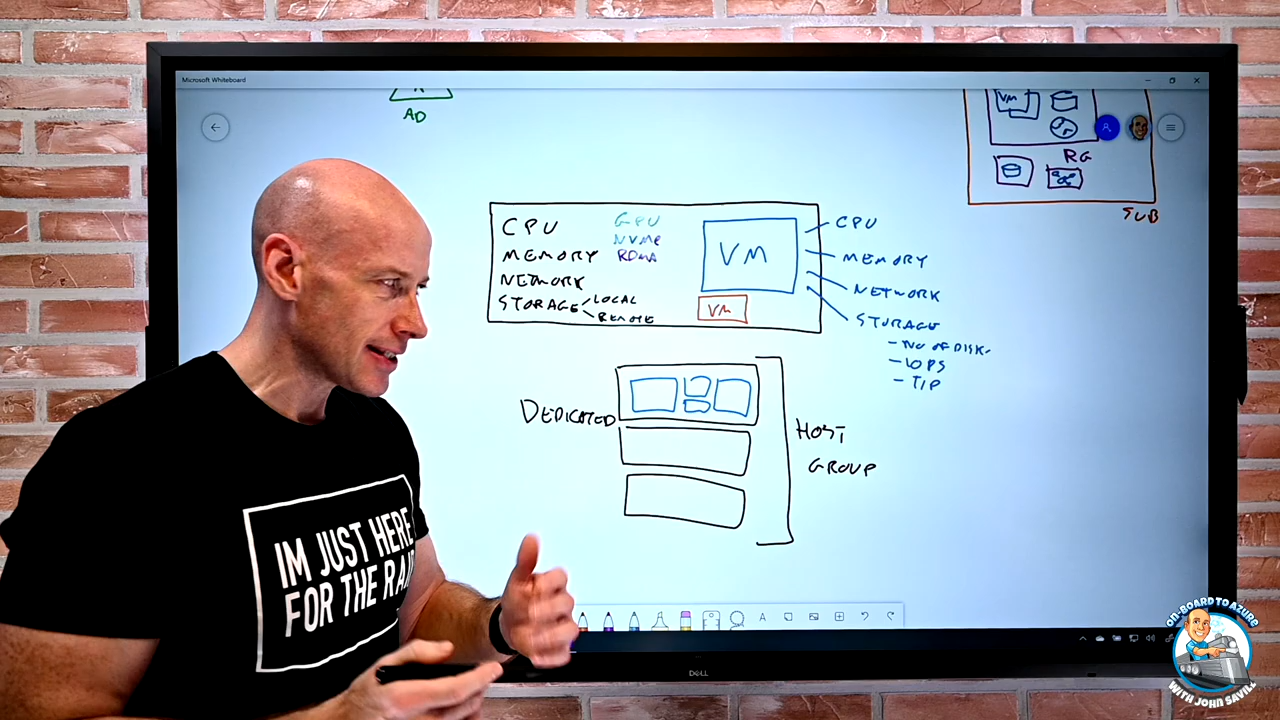 Microsoft Whiteboard
AD
VM
RG
SUB
CPU
MEMORY
NETWORK
STORAGE
LOCAL
REMOTE
GPU
NVMe
RDMA
VM
VM
CPU
MEMORY
NETWORK
STORAGE
- NO OF DISK
- IOPS
- T/P
DEDICATED
HOST
GROUP
IM JUST HERE
FOR THE
A
DELL
ON-BOARD TO AZURE
WITH JOHN SAVILL